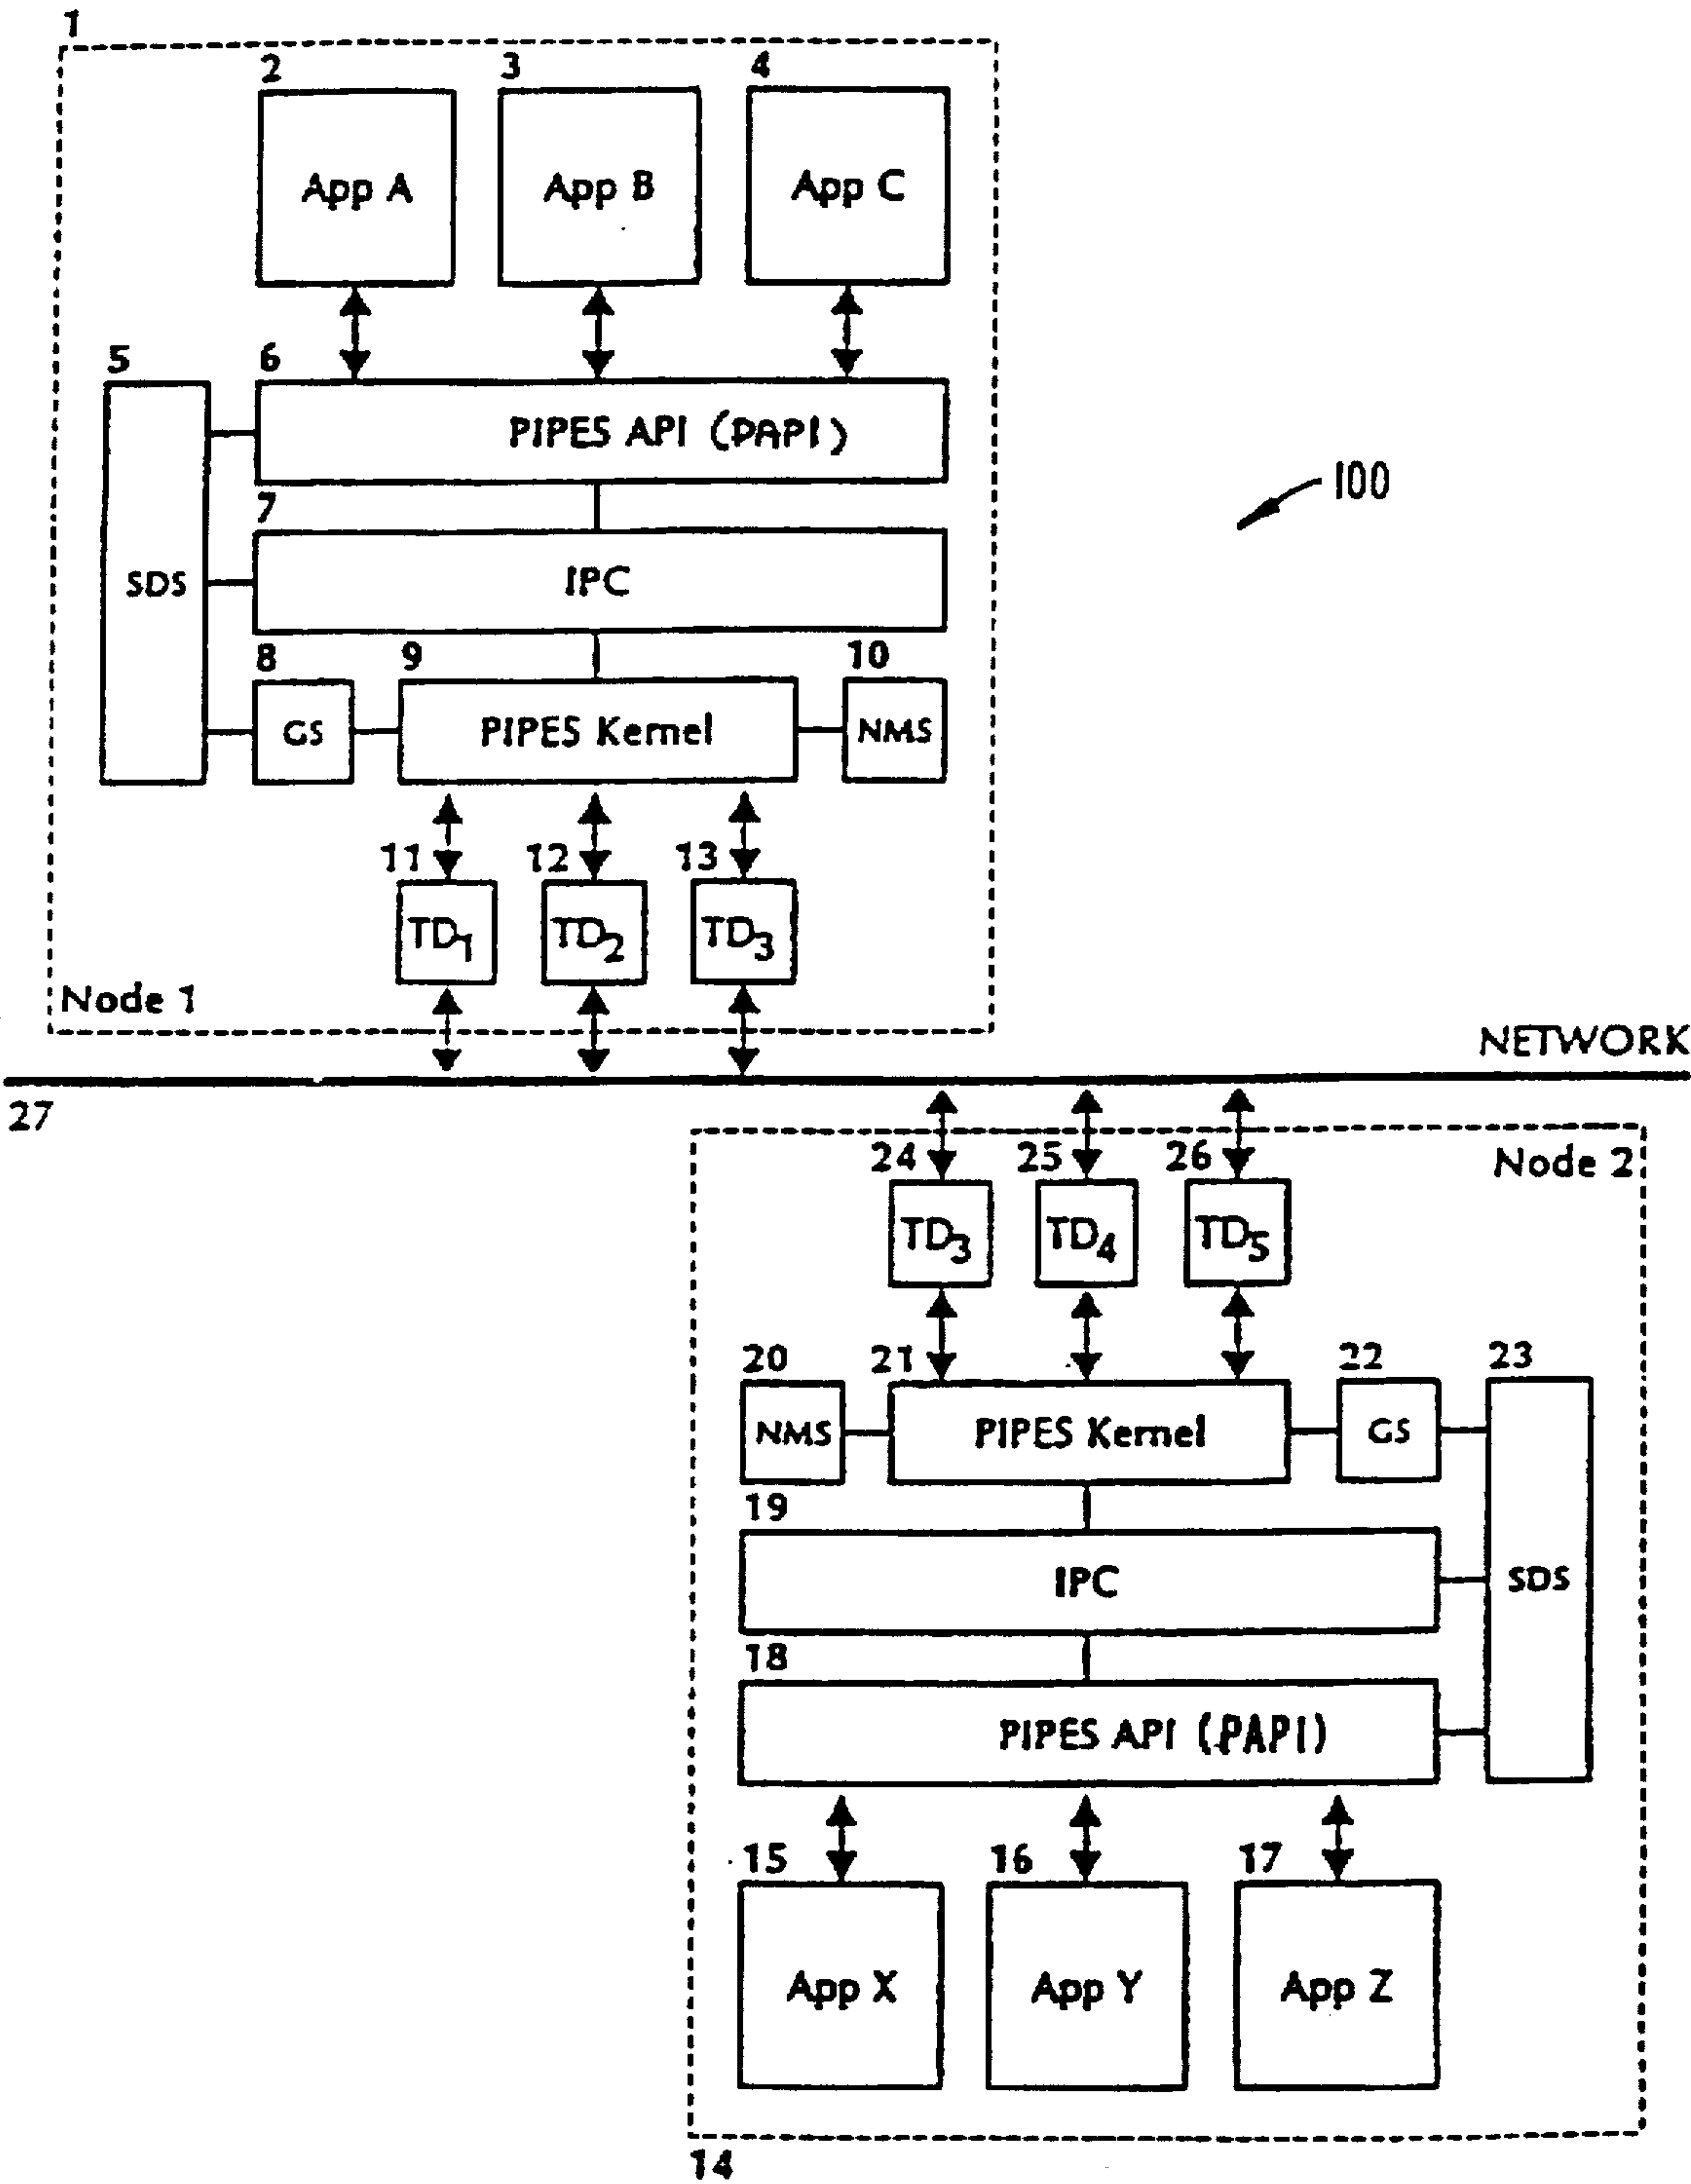 1
2 3 4
App A App B App C
5 6
PIPES API (PAPI)
100
7
SDS IPC
8 9 10
GS PIPES Kernel NMS
11 12 13
TD1 TD2 TD3
Node 1
NETWORK
27
24 25 26 Node 2
TD3 TD4 TD5
20 21 22 23
NMS PIPES Kernel GS
19
IPC SDS
18
PIPES API (PAPI)
15 16 17
App X App Y App Z
14